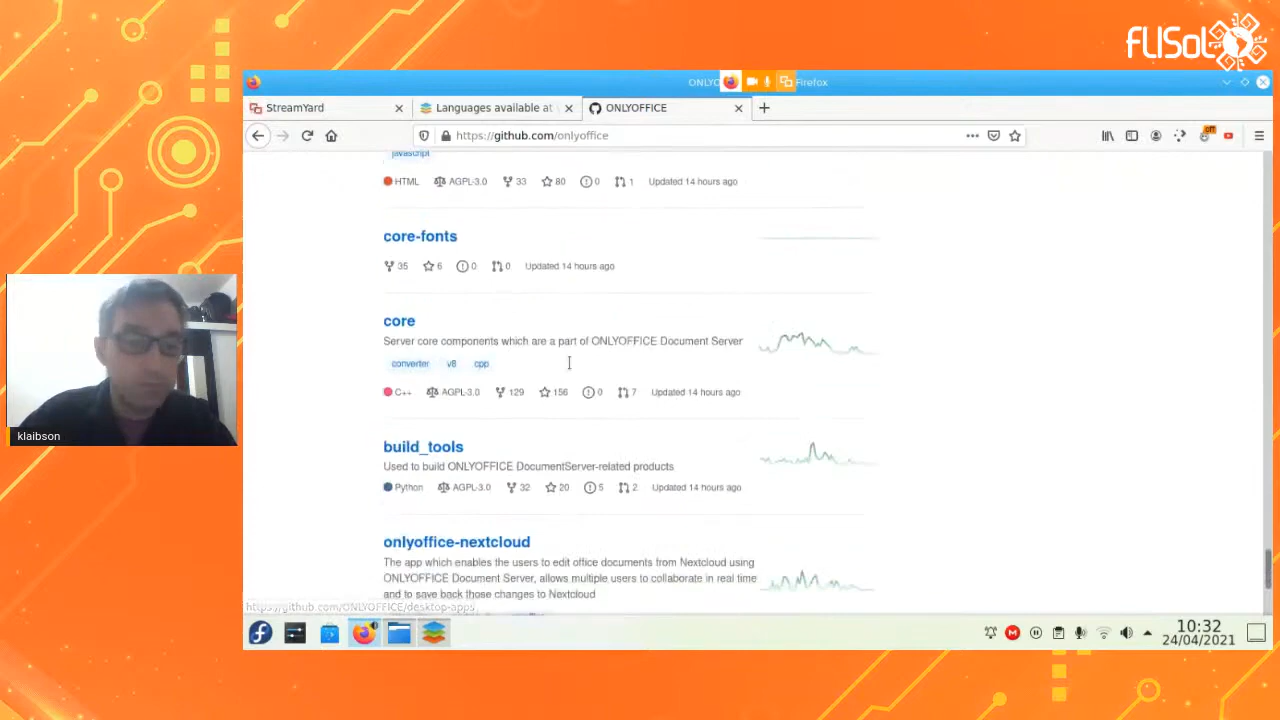 FLISoL
ONLYO Firefox
StreamYard
Languages available at
ONLYOFFICE
https://github.com/onlyoffice
off
javascript
HTML AGPL-3.0 33 80 0 1 Updated 14 hours ago
core-fonts
35 6 0 0 Updated 14 hours ago
core
Server core components which are a part of ONLYOFFICE Document Server
converter v8 cpp
C++ AGPL-3.0 129 156 0 7 Updated 14 hours ago
build_tools
Used to build ONLYOFFICE DocumentServer-related products
Python AGPL-3.0 32 20 5 2 Updated 14 hours ago
onlyoffice-nextcloud
The app which enables the users to edit office documents from Nextcloud using
ONLYOFFICE Document Server, allows multiple users to collaborate in real time
and to save back those changes to Nextcloud
https://github.com/ONLYOFFICE/desktop-apps
klaibson
10:32
24/04/2021